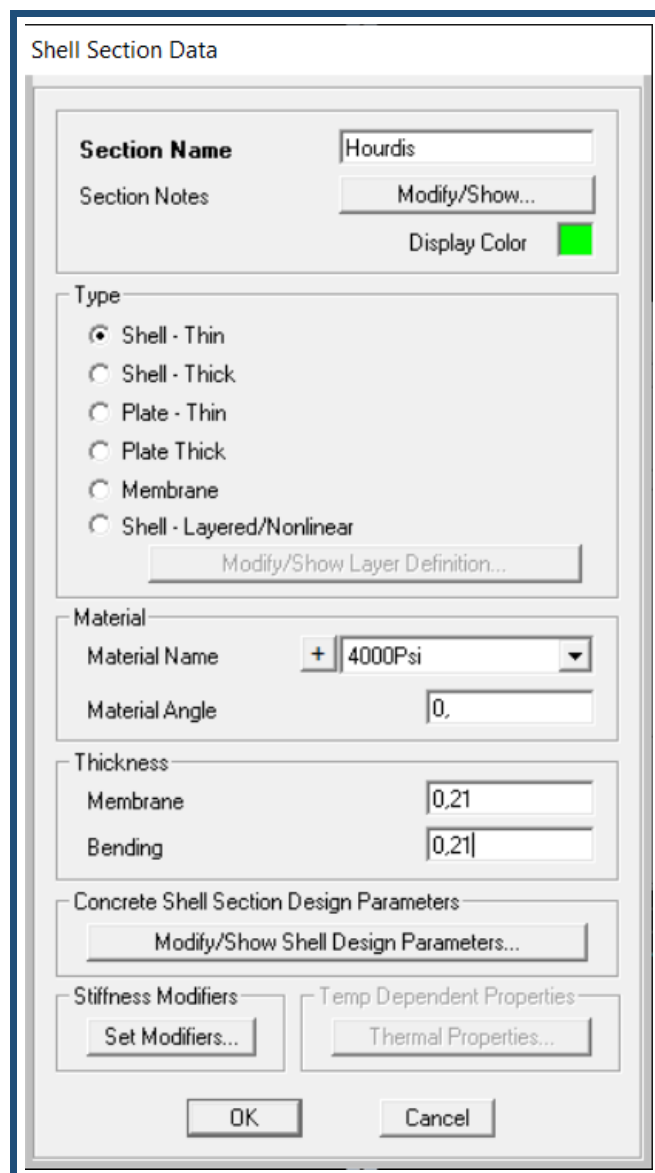 Shell Section Data
Section Name Hourdis
Section Notes Modify/Show...
Display Color
Type
Shell - Thin
Shell - Thick
Plate - Thin
Plate Thick
Membrane
Shell - Layered/Nonlinear
Modify/Show Layer Definition...
Material
Material Name + 4000Psi
Material Angle 0,
Thickness
Membrane 0,21
Bending 0,21
Concrete Shell Section Design Parameters
Modify/Show Shell Design Parameters...
Stiffness Modifiers Temp Dependent Properties
Set Modifiers... Thermal Properties...
OK Cancel